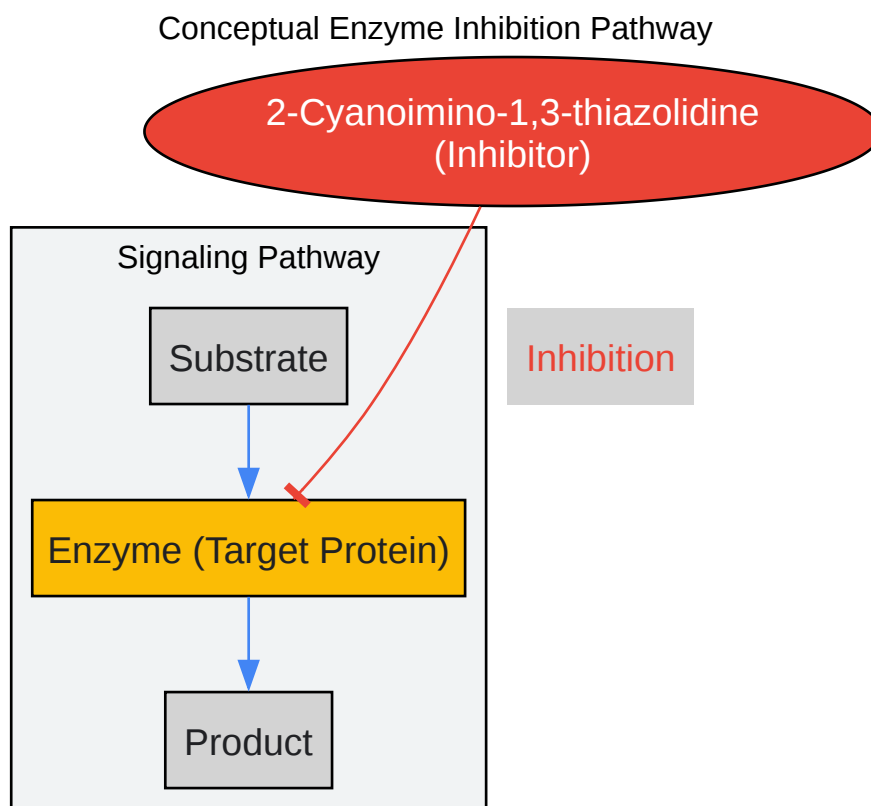 Conceptual Enzyme Inhibition Pathway
2-Cyanoimino-1,3-thiazolidine
(Inhibitor)
Signaling Pathway
Substrate
Inhibition
Enzyme (Target Protein)
Product